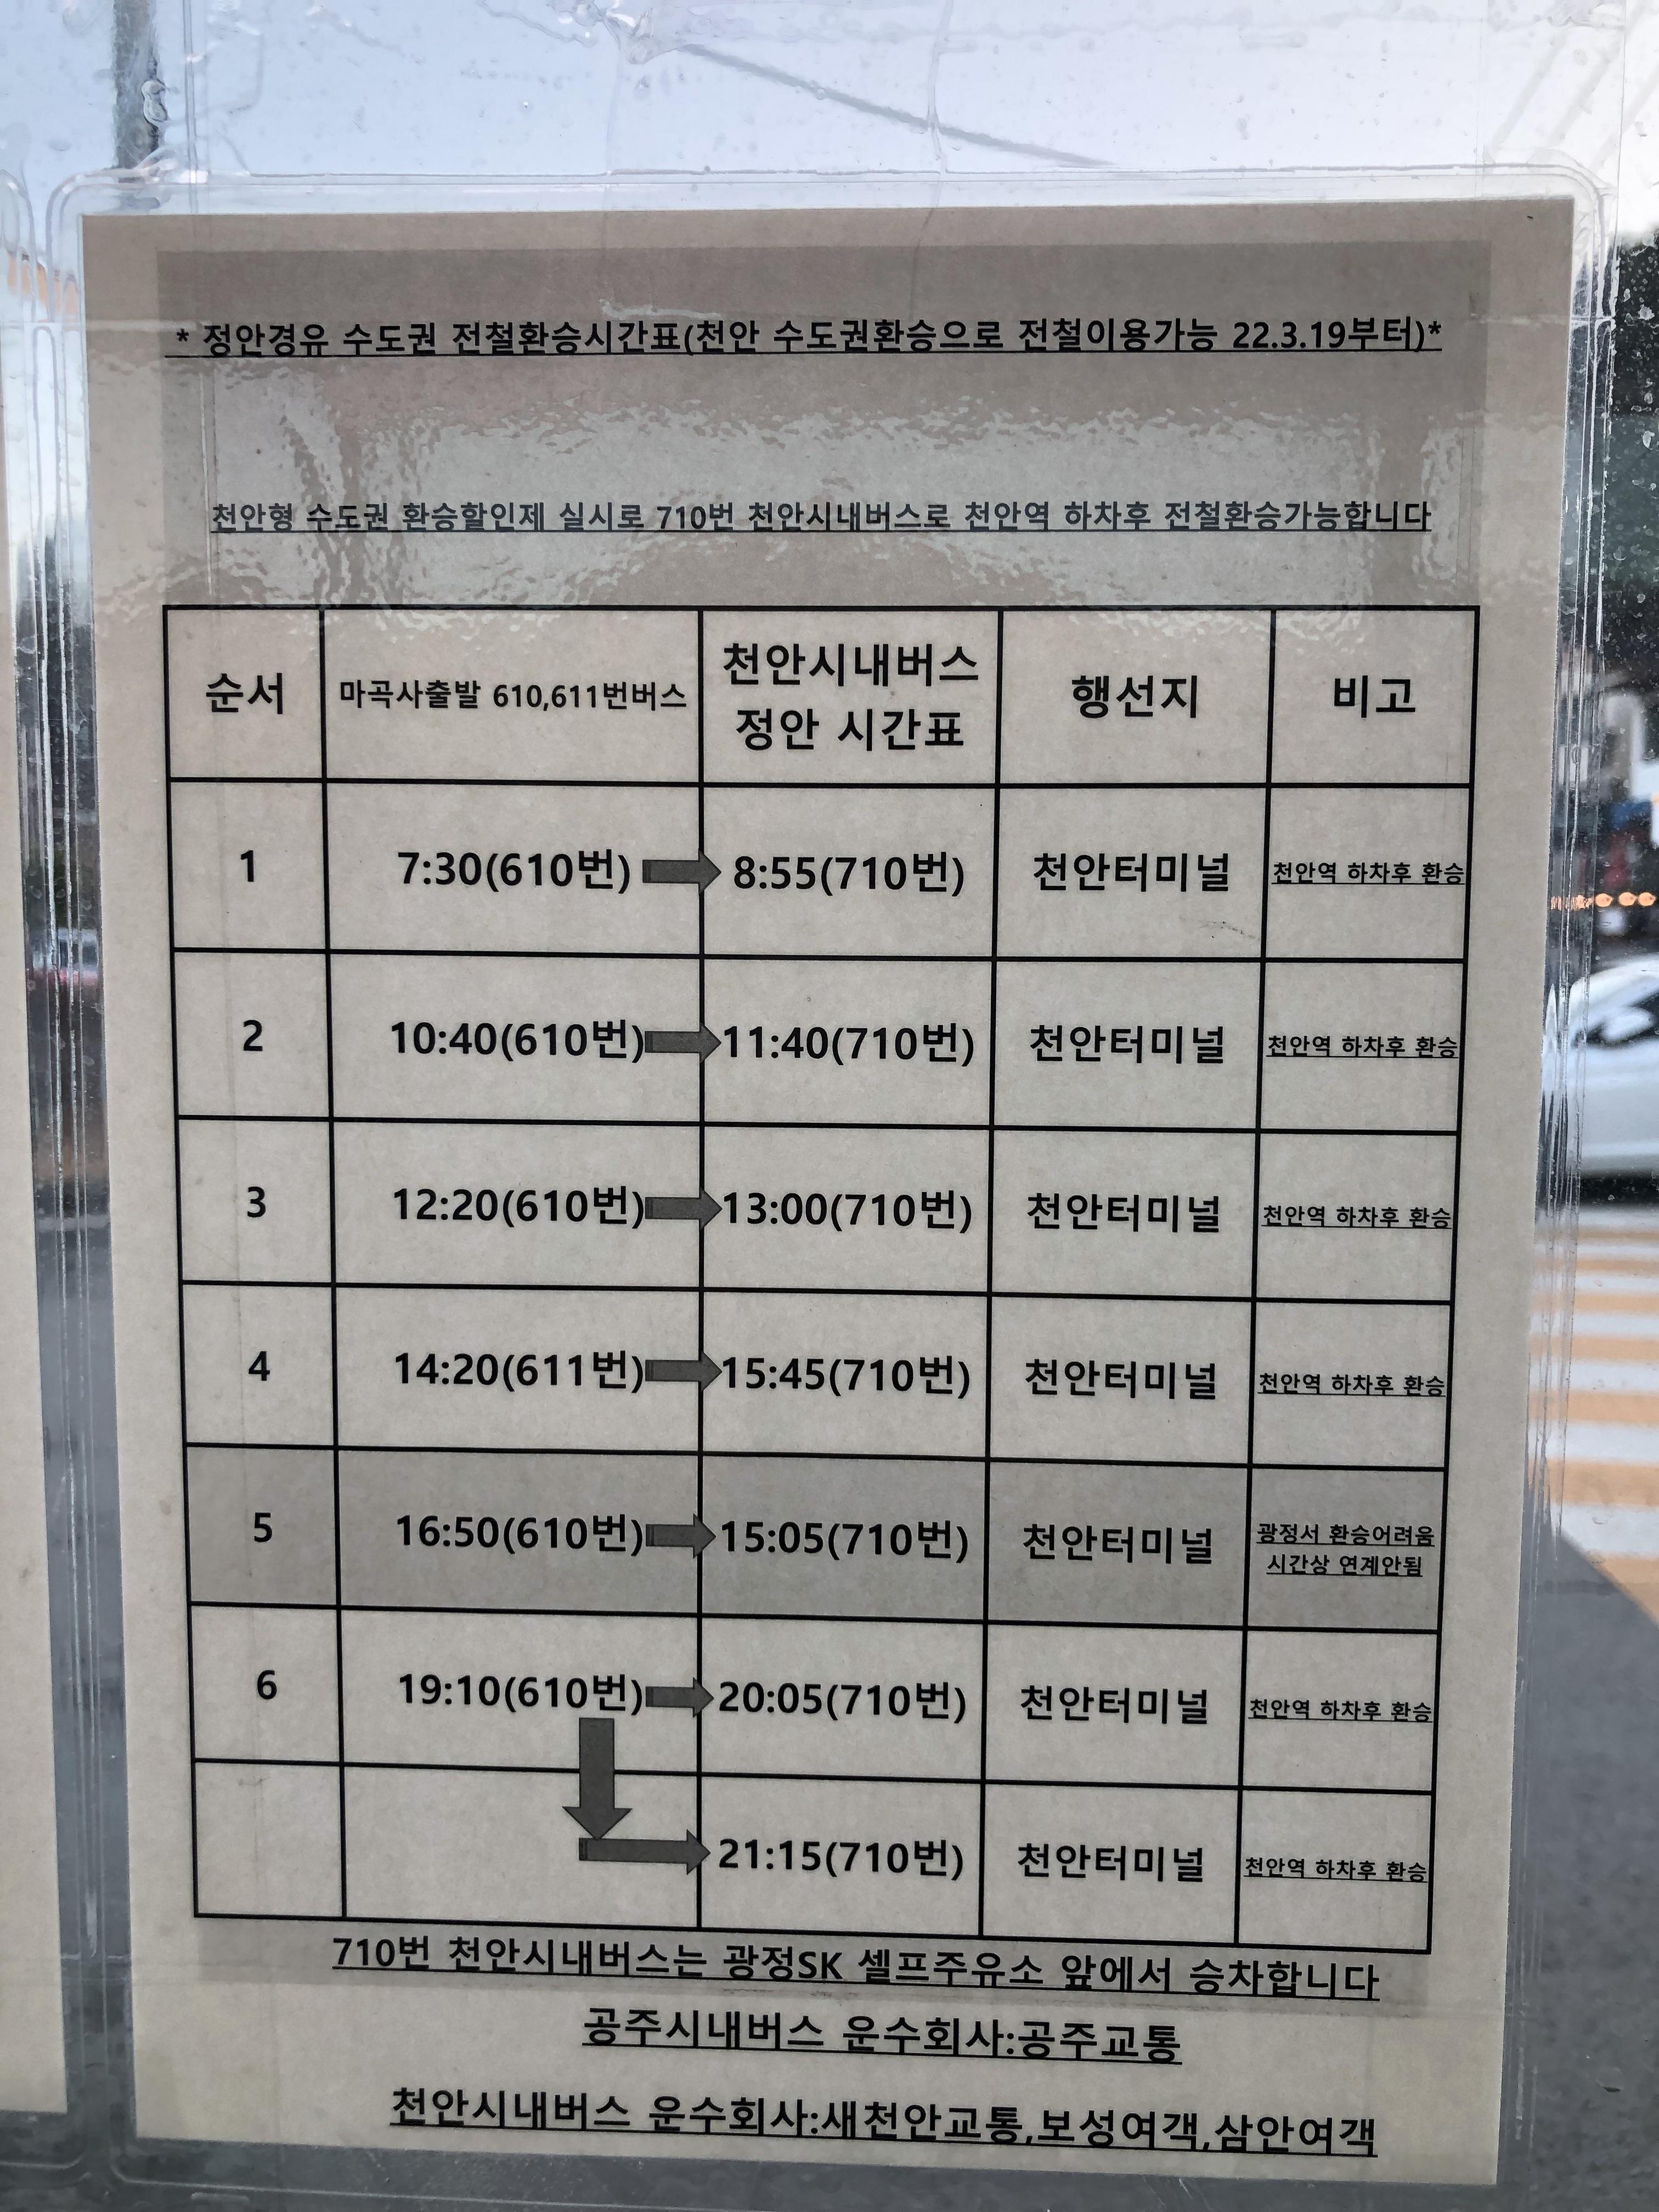 * 정안경유 수도권 전철환승시간표(천안 수도권환승으로 전철이용가능 22.3.19부터)*
천안형 수도권 환승할인제 실시로 710번 천안시내버스로 천안역 하차후 전철환승가능합니다
순서 마곡사출발 610,611번버스 천안시내버스 정안 시간표 행선지 비고
1 7:30(610번) 8:55(710번) 천안터미널 천안역 하차후 환승
2 10:40(610번) 11:40(710번) 천안터미널 천안역 하차후 환승
3 12:20(610번) 13:00(710번) 천안터미널 천안역 하차후 환승
4 14:20(611번) 15:45(710번) 천안터미널 천안역 하차후 환승
5 16:50(610번) 15:05(710번) 천안터미널 광정서 환승어려움 시간상 연계안됨
6 19:10(610번) 20:05(710번) 천안터미널 천안역 하차후 환승
21:15(710번) 천안터미널 천안역 하차후 환승
710번 천안시내버스는 광정SK 셀프주유소 앞에서 승차합니다
공주시내버스 운수회사:공주교통
천안시내버스 운수회사:새천안교통,보성여객,삼안여객